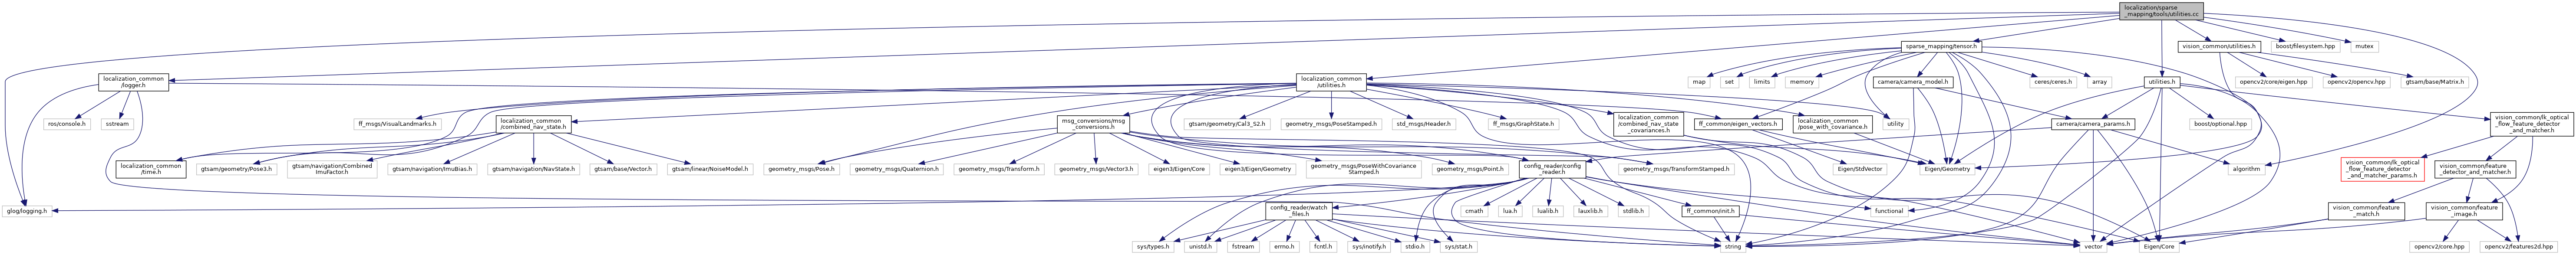 localization/sparse
_mapping/tools/utilities.cc
sparse_mapping/tensor.h
vision_common/utilities.h
boost/filesystem.hpp
mutex
localization_common
/logger.h
localization_common
/utilities.h
map
set
limits
memory
camera/camera_model.h
ceres/ceres.h
array
utilities.h
opencv2/core/eigen.hpp
opencv2/opencv.hpp
gtsam/base/Matrix.h
ros/console.h
sstream
ff_msgs/VisualLandmarks.h
localization_common
/combined_nav_state.h
msg_conversions/msg
_conversions.h
gtsam/geometry/Cal3_S2.h
geometry_msgs/PoseStamped.h
std_msgs/Header.h
ff_msgs/GraphState.h
localization_common
/combined_nav_state
_covariances.h
ff_common/eigen_vectors.h
localization_common
/pose_with_covariance.h
utility
camera/camera_params.h
boost/optional.hpp
vision_common/lk_optical
_flow_feature_detector
_and_matcher.h
localization_common
/time.h
gtsam/geometry/Pose3.h
gtsam/navigation/Combined
ImuFactor.h
gtsam/navigation/ImuBias.h
gtsam/navigation/NavState.h
gtsam/base/Vector.h
gtsam/linear/NoiseModel.h
geometry_msgs/Pose.h
geometry_msgs/Quaternion.h
geometry_msgs/Transform.h
geometry_msgs/Vector3.h
eigen3/Eigen/Core
eigen3/Eigen/Geometry
geometry_msgs/PoseWithCovariance
Stamped.h
geometry_msgs/Point.h
config_reader/config
_reader.h
geometry_msgs/TransformStamped.h
Eigen/StdVector
Eigen/Geometry
algorithm
vision_common/lk_optical
_flow_feature_detector
_and_matcher_params.h
vision_common/feature
_detector_and_matcher.h
glog/logging.h
config_reader/watch
_files.h
cmath
lua.h
lualib.h
lauxlib.h
stdlib.h
ff_common/init.h
functional
vision_common/feature
_match.h
vision_common/feature
_image.h
sys/types.h
unistd.h
fstream
errno.h
fcntl.h
sys/inotify.h
stdio.h
sys/stat.h
string
vector
Eigen/Core
opencv2/core.hpp
opencv2/features2d.hpp